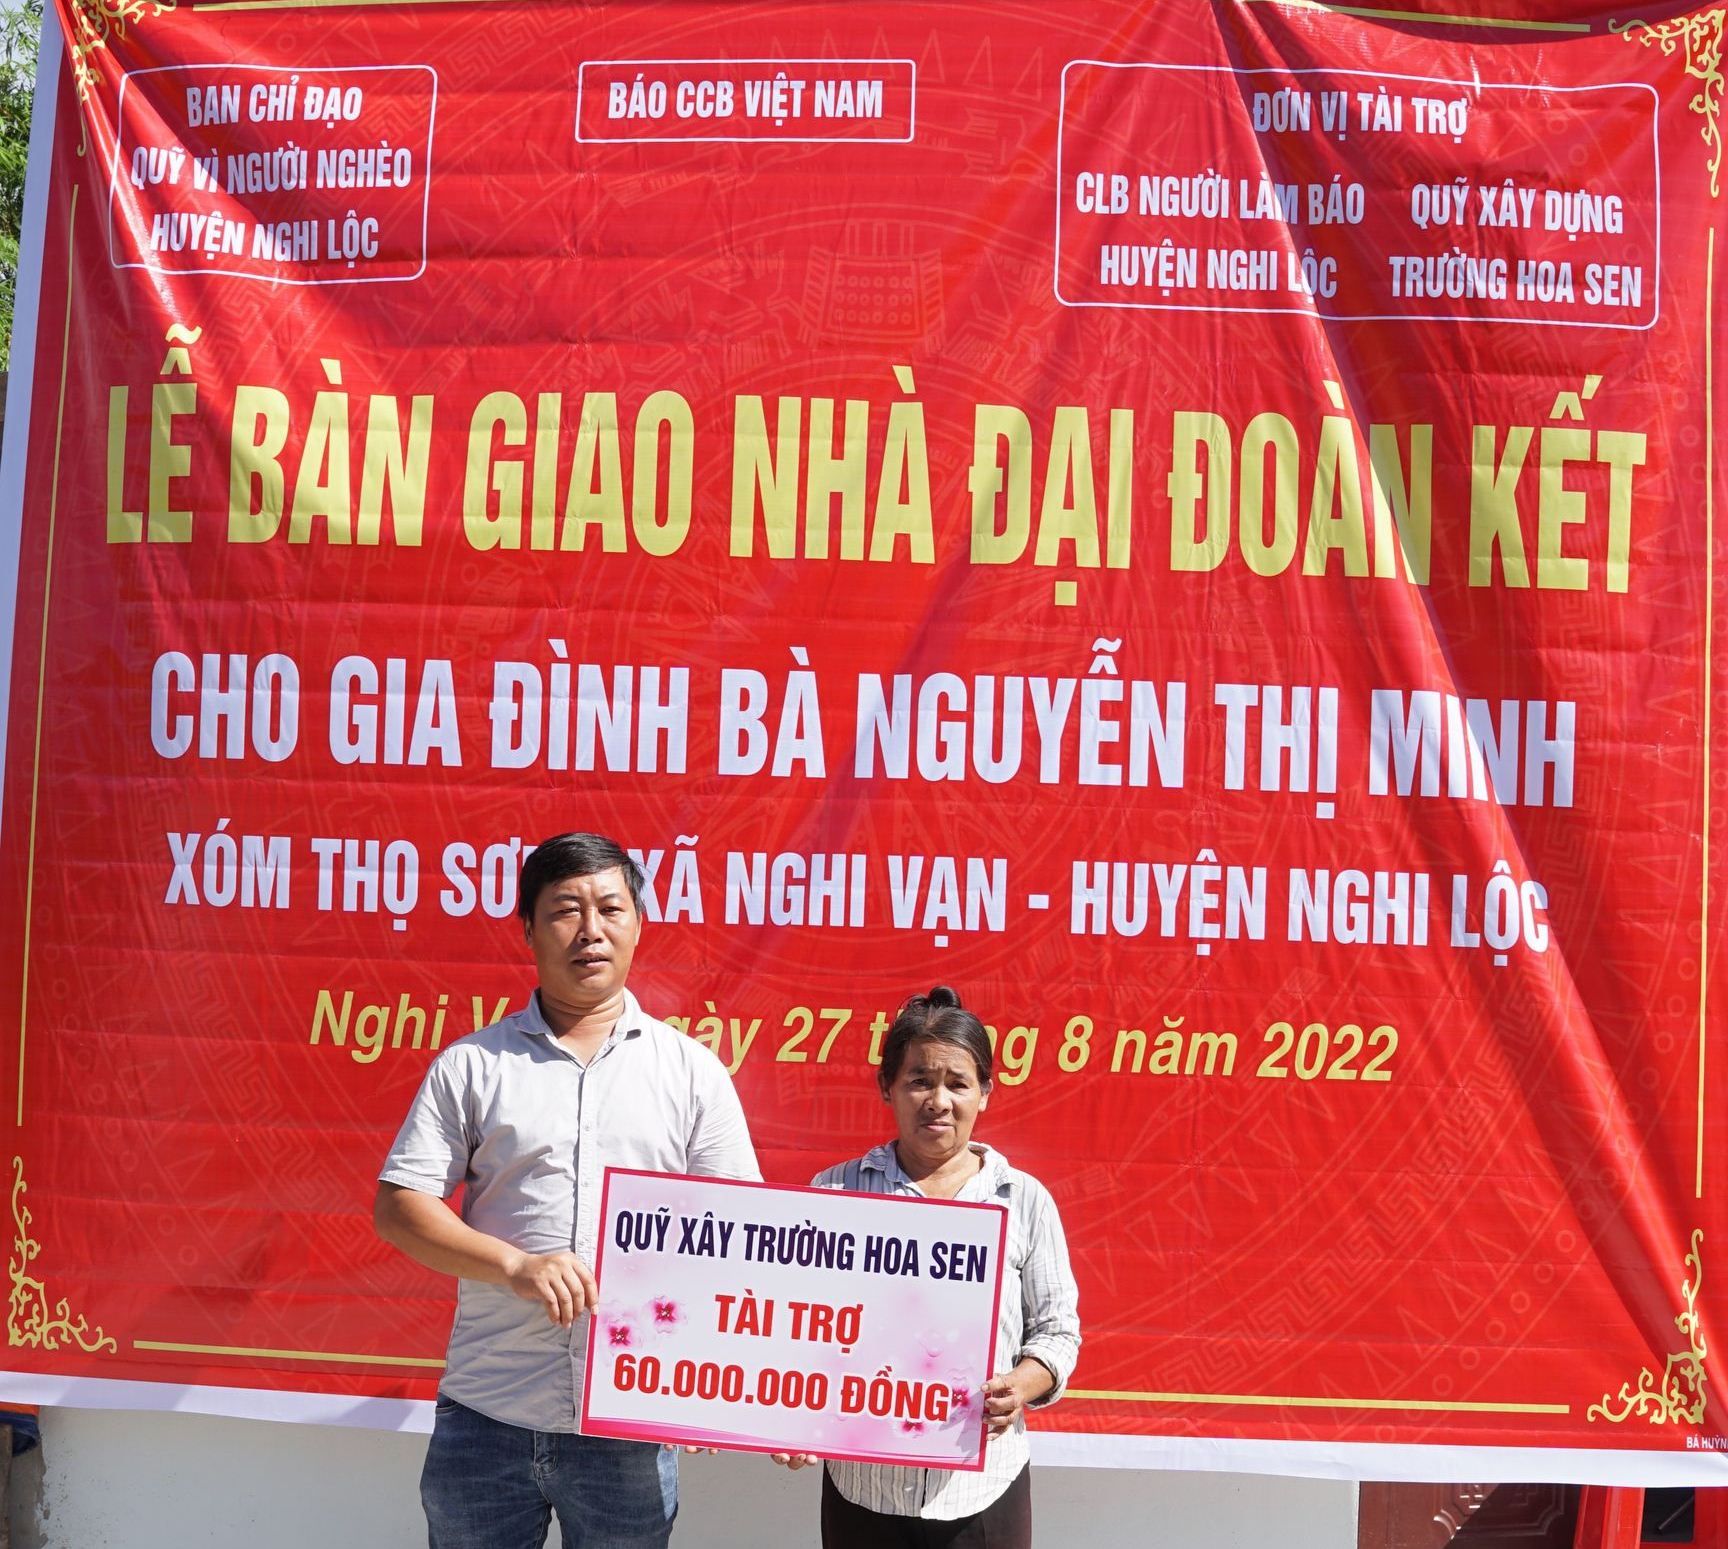 BAN CHỈ ĐẠO
QUỸ VÌ NGƯỜI NGHÈO
HUYỆN NGHI LỘC
BÁO CCB VIỆT NAM
ĐƠN VỊ TÀI TRỢ
CLB NGƯỜI LÀM BÁO
HUYỆN NGHI LỘC
QUỸ XÂY DỰNG
TRƯỜNG HOA SEN
LỄ BÀN GIAO NHÀ ĐẠI ĐOÀN KẾT
CHO GIA ĐÌNH BÀ NGUYỄN THỊ MINH
XÓM THỌ XÃ NGHI VẠN - HUYỆN NGHI LỘC
Nghi 27 8 năm 2022
QUỸ XÂY TRƯỜNG HOA SEN
TÀI TRỢ
60.000.000 ĐỒNG
BÁ